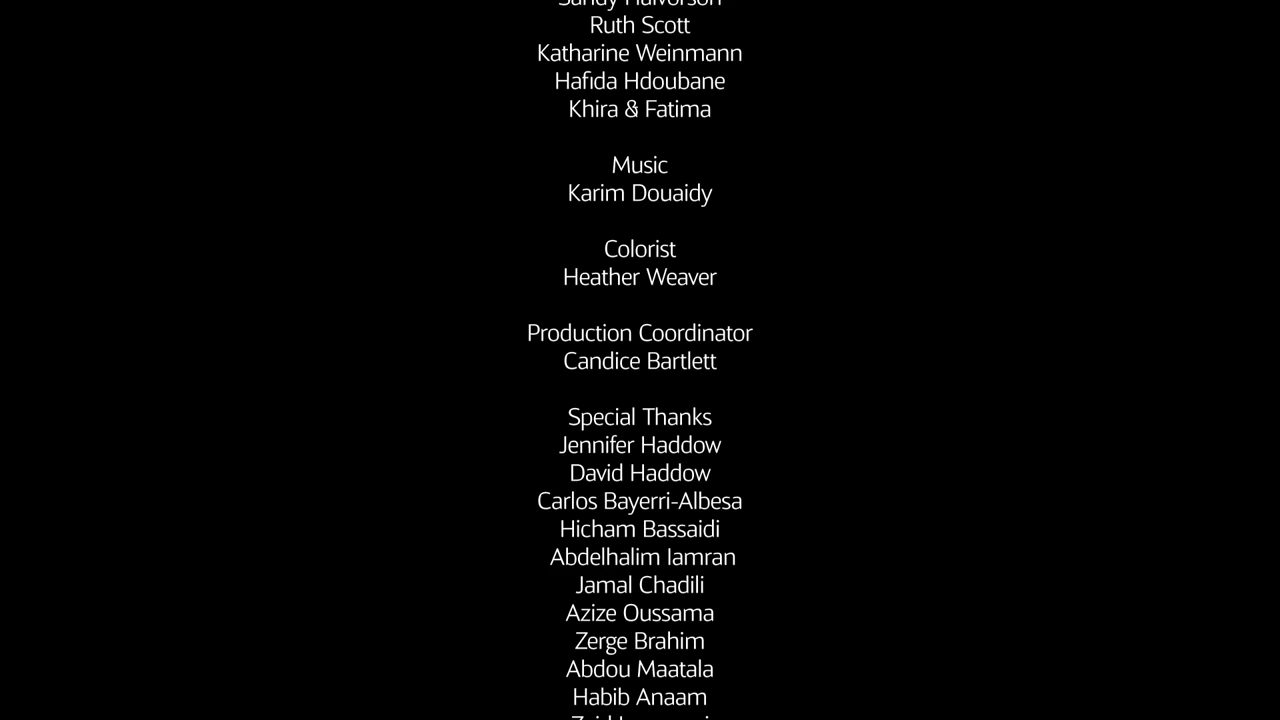 Ruth Scott
Katharine Weinmann
Hafida Hdoubane
Khira & Fatima
Music
Karim Douaidy
Colorist
Heather Weaver
Production Coordinator
Candice Bartlett
Special Thanks
Jennifer Haddow
David Haddow
Carlos Bayerri-Albesa
Hicham Bassaidi
Abdelhalim Iamran
Jamal Chadili
Azize Oussama
Zerge Brahim
Abdou Maatala
Habib Anaam